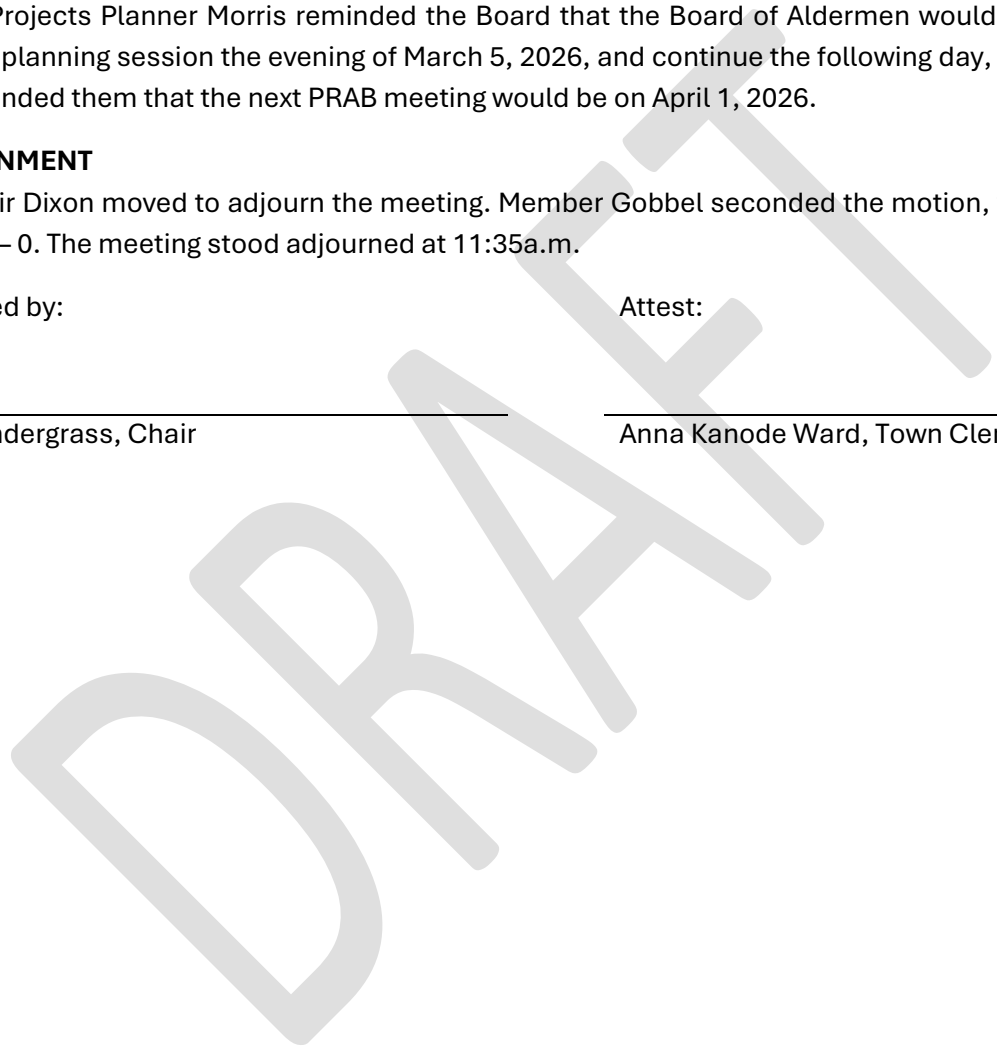 Projects Planner Morris reminded the Board that the Board of Aldermen would
planning session the evening of March 5, 2026, and continue the following day,
nded them that the next PRAB meeting would be on April 1, 2026.
NMENT
ir Dixon moved to adjourn the meeting. Member Gobbel seconded the motion,
– 0. The meeting stood adjourned at 11:35a.m.
ed by:
Attest:
dergrass, Chair
Anna Kanode Ward, Town Cler
DRAFT